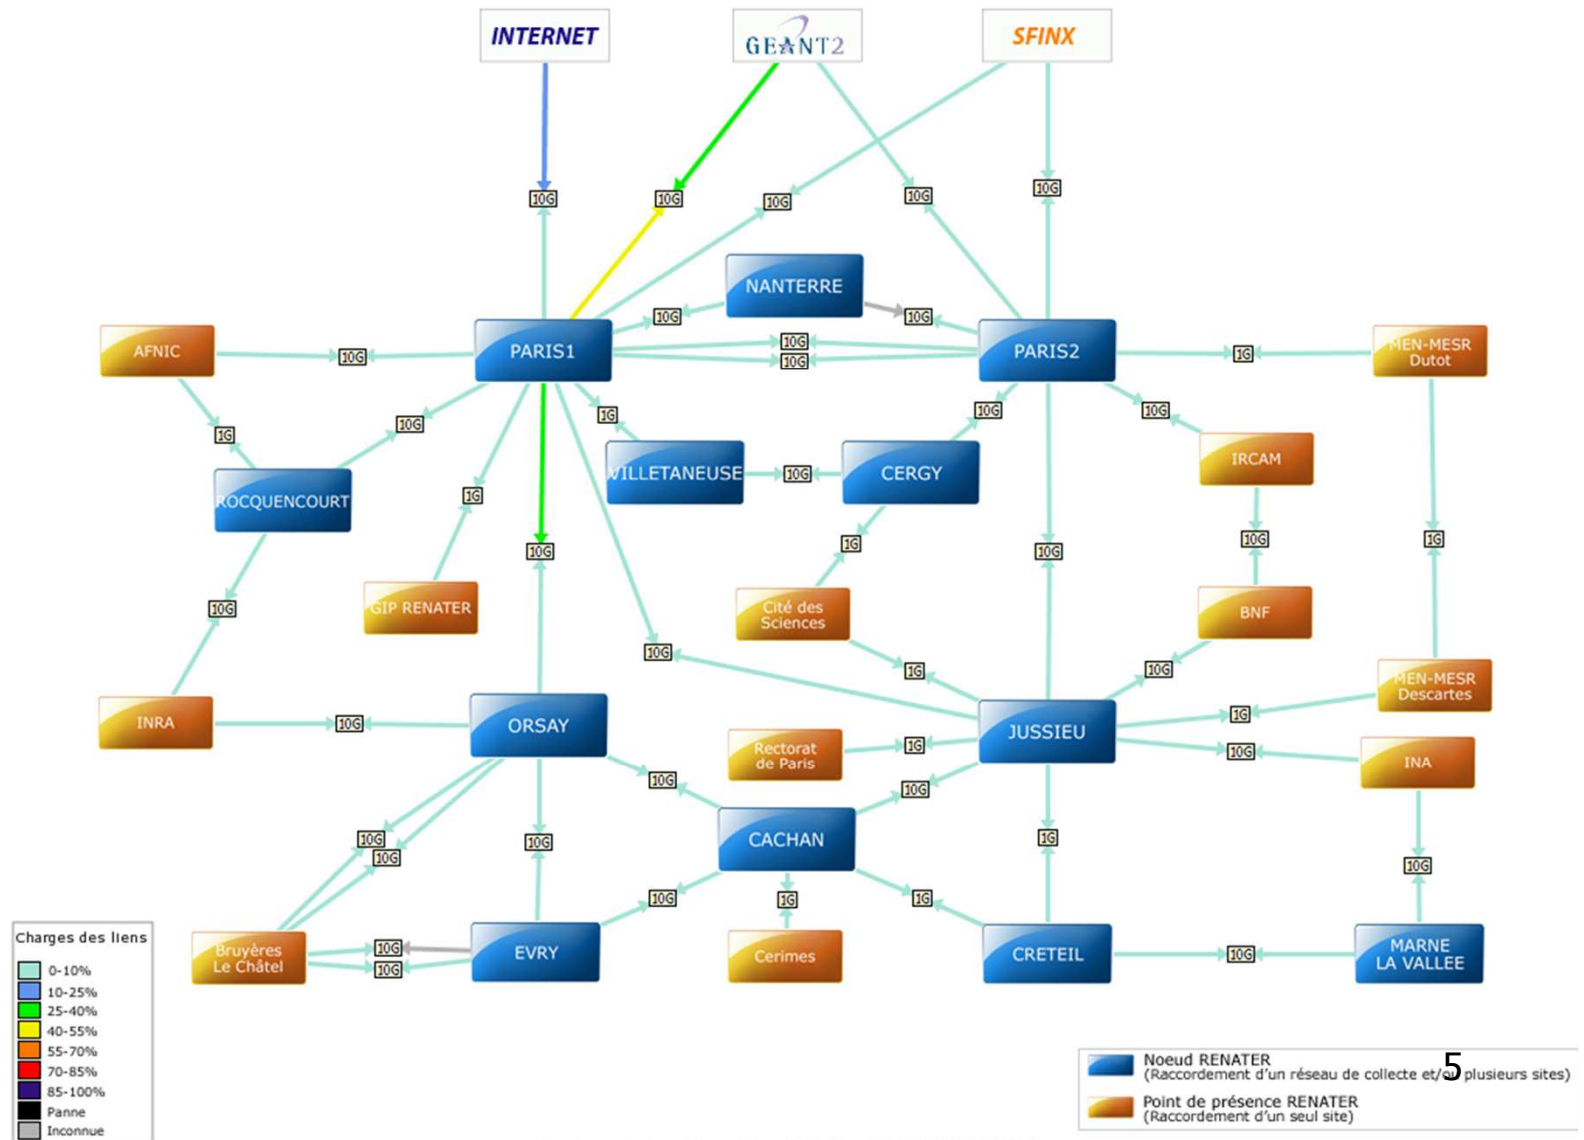 INTERNET
GEANT2
SFINX
10G
10G
10G
10G
10G
NANTERRE
10G
10G
AFNIC
10G
PARIS1
10G
10G
PARIS2
1G
MEN-MESR
Dutot
1G
10G
1G
10G
10G
ROCQUENCOURT
1G
VILLETANEUSE
10G
CERGY
IRCAM
10G
10G
1G
10G
10G
1G
GIP RENATER
Cité des
Sciences
BNF
10G
1G
10G
MEN-MESR
Descartes
INRA
10G
ORSAY
Rectorat
de Paris
1G
JUSSIEU
1G
10G
INA
10G
10G
10G
10G
10G
CACHAN
1G
10G
10G
1G
1G
Bruyères
Le Châtel
10G
10G
EVRY
Cerimes
CRETEIL
10G
MARNE
LA VALLEE
Charges des liens
0-10%
10-25%
25-40%
40-55%
55-70%
70-85%
85-100%
Panne
Inconnue
Noeud RENATER
(Raccordement d'un réseau de collecte et/ou plusieurs sites)
5
Point de présence RENATER
(Raccordement d'un seul site)